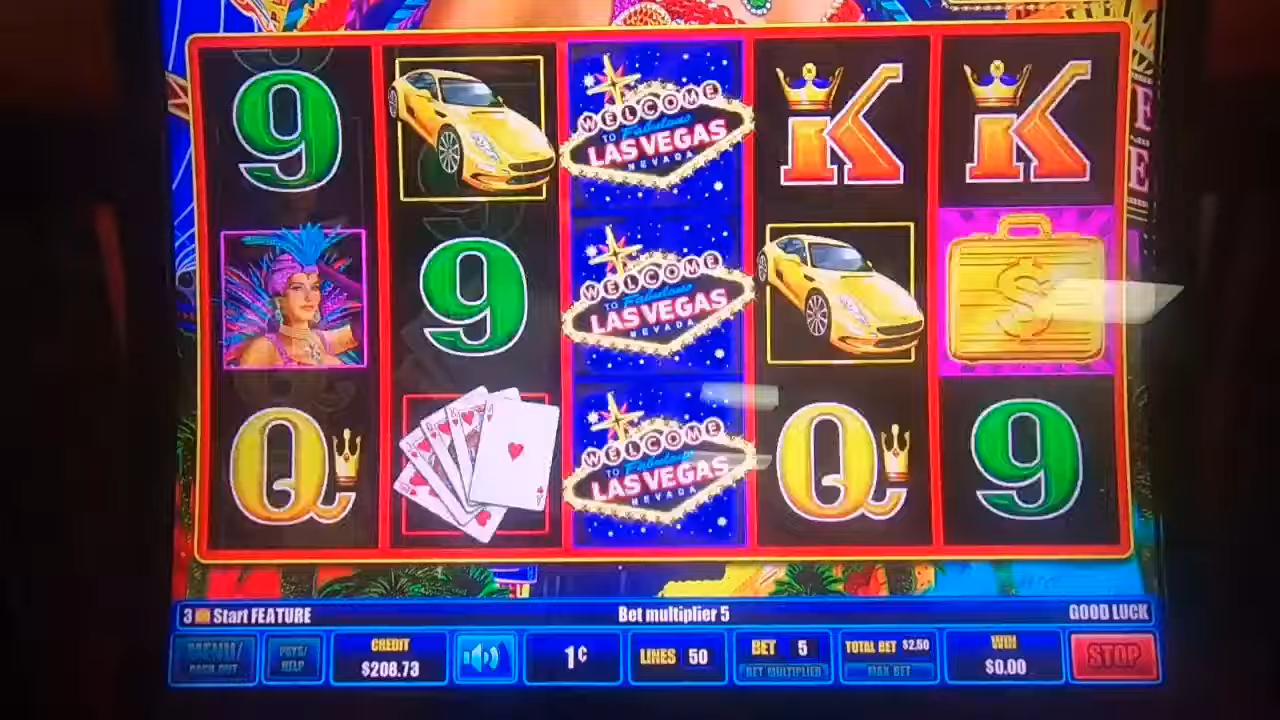 9
WELCOME
TO Fabulous
LAS VEGAS
NEVADA
K
K
9
WELCOME
TO Fabulous
LAS VEGAS
NEVADA
$
Q
WELCOME
TO Fabulous
LAS VEGAS
NEVADA
Q
9
F
E
3 Start FEATURE
Bet multiplier 5
GOOD LUCK
MENU/
CASH OUT
PAYS/
HELP
CREDIT
$208.73
1¢
LINES 50
BET 5
BET MULTIPLIER
TOTAL BET $2.50
MAX BET
WIN
$0.00
STOP